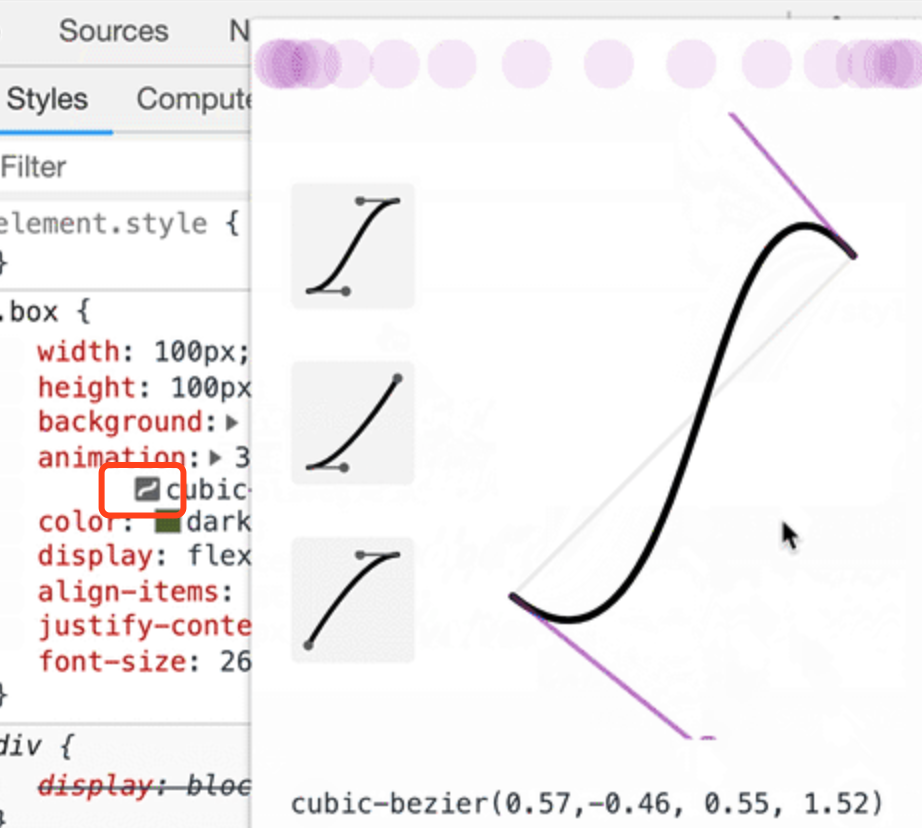 Sources N
Styles Compute
Filter
element.style {
}
.box {
width: 100px;
height: 100px
background:
animation: 3
cubic-
color: dark
display: flex
align-items:
justify-conte
font-size: 26
}
div {
display: bloc
}
cubic-bezier(0.57,-0.46, 0.55, 1.52)